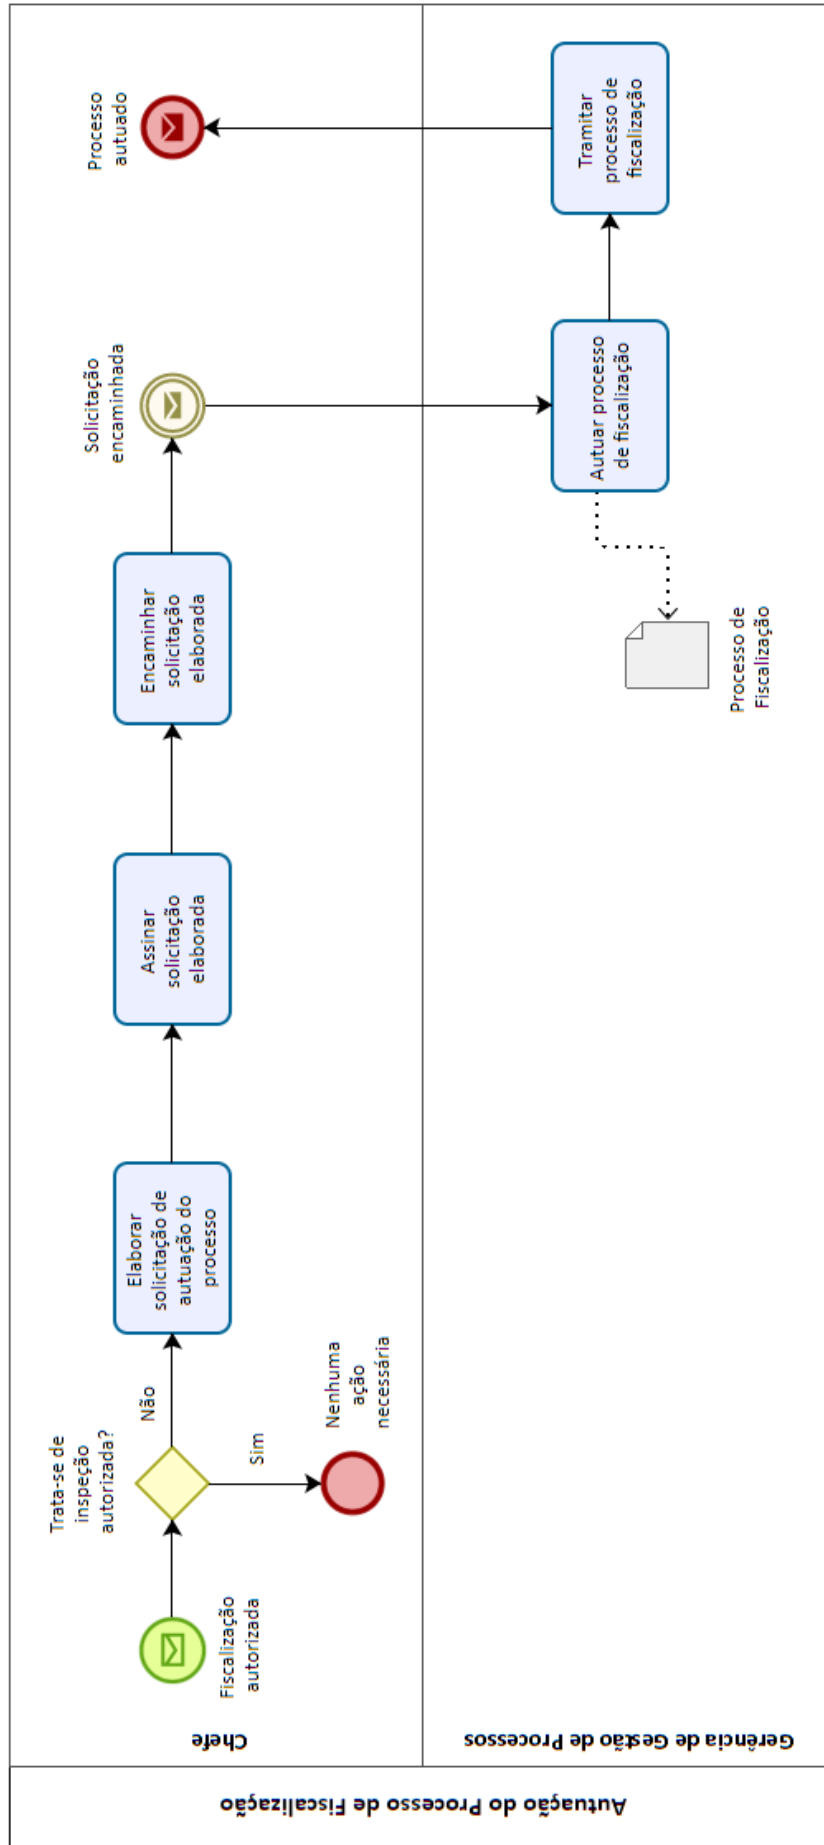 Autuação do Processo de Fiscalização
Chefe
Fiscalização
autorizada
Trata-se de
inspeção
autorizada?
Não
Sim
Nenhuma
ação
necessária
Elaborar
solicitação de
autuação do
processo
Assinar
solicitação
elaborada
Encaminhar
solicitação
elaborada
Solicitação
encaminhada
Processo
autuado
Gerência de Gestão de Processos
Processo de
Fiscalização
Autuar processo
de fiscalização
Tramitar
processo de
fiscalização